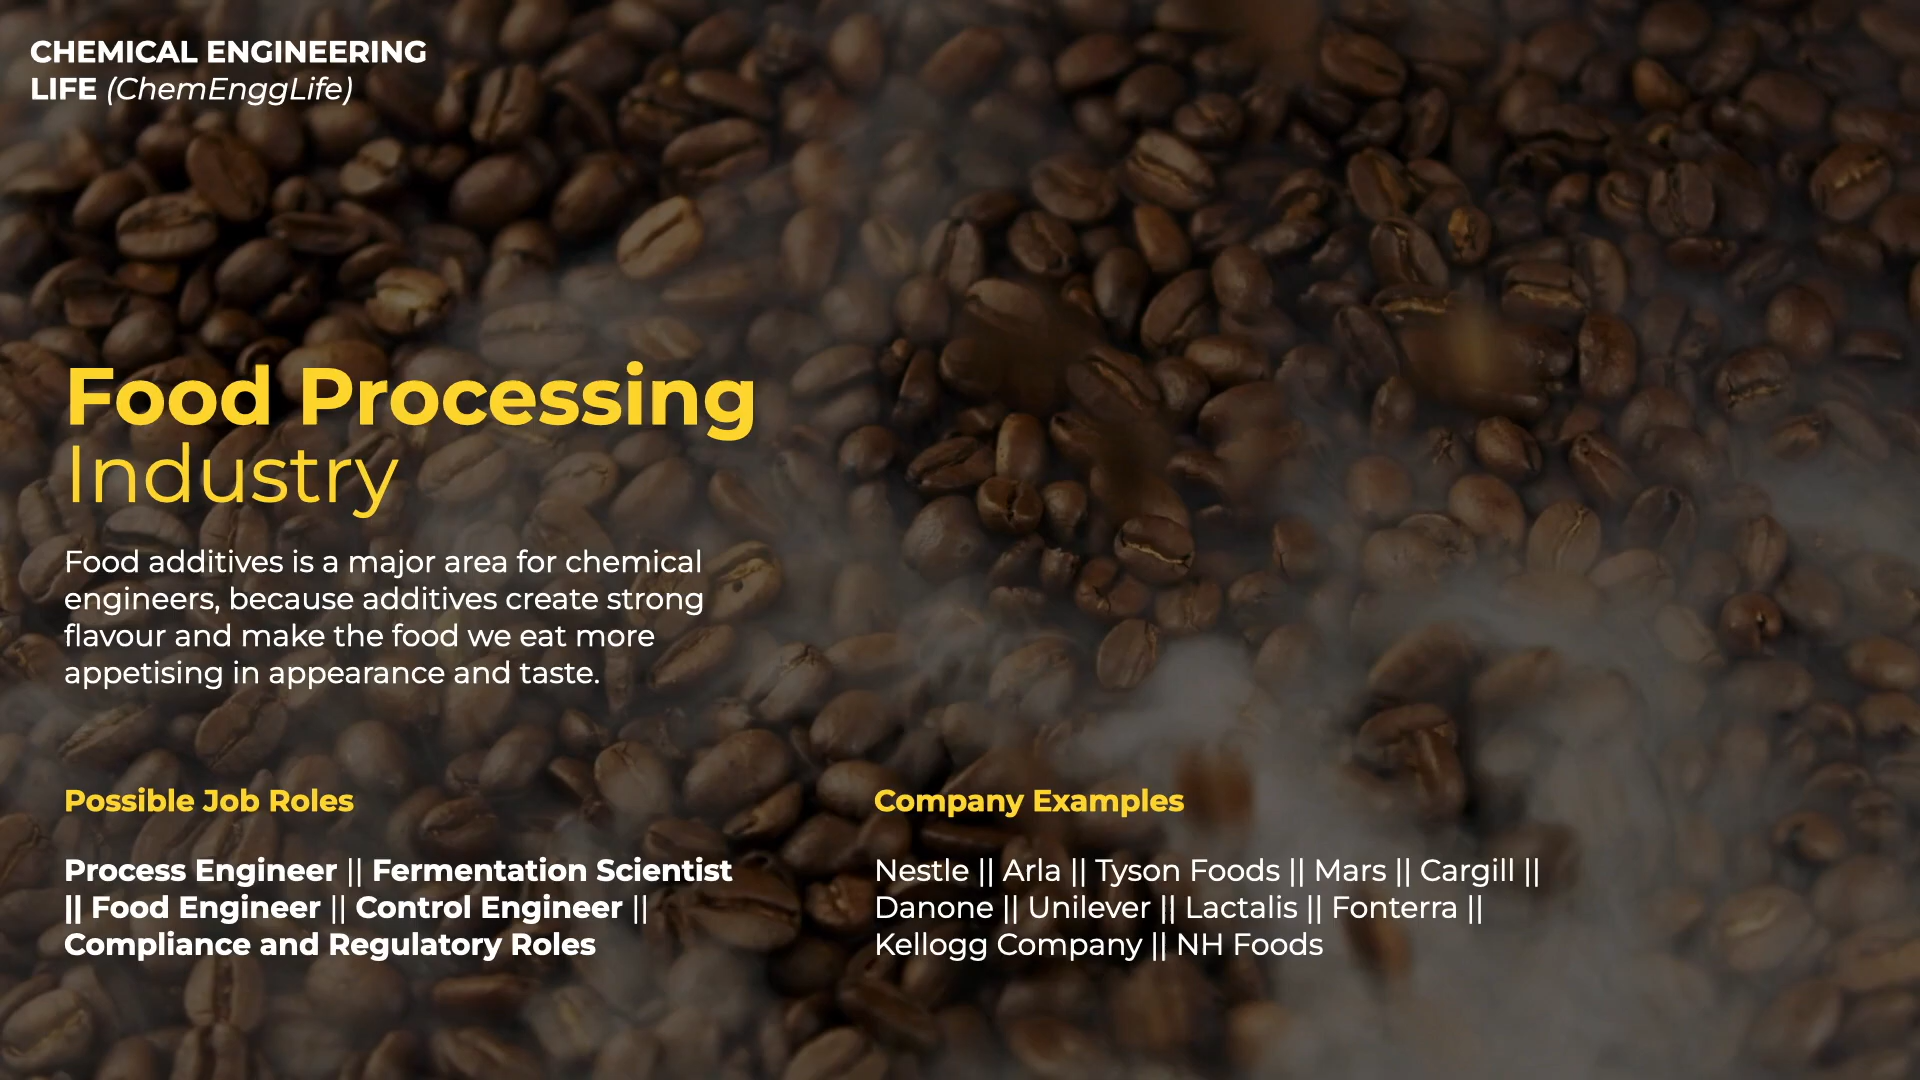 CHEMICAL ENGINEERING
LIFE (ChemEnggLife)
Food Processing
Industry
Food additives is a major area for chemical
engineers, because additives create strong
flavour and make the food we eat more
appetising in appearance and taste.
Possible Job Roles
Process Engineer || Fermentation Scientist
|| Food Engineer || Control Engineer ||
Compliance and Regulatory Roles
Company Examples
Nestle || Arla || Tyson Foods || Mars || Cargill ||
Danone || Unilever || Lactalis || Fonterra ||
Kellogg Company || NH Foods